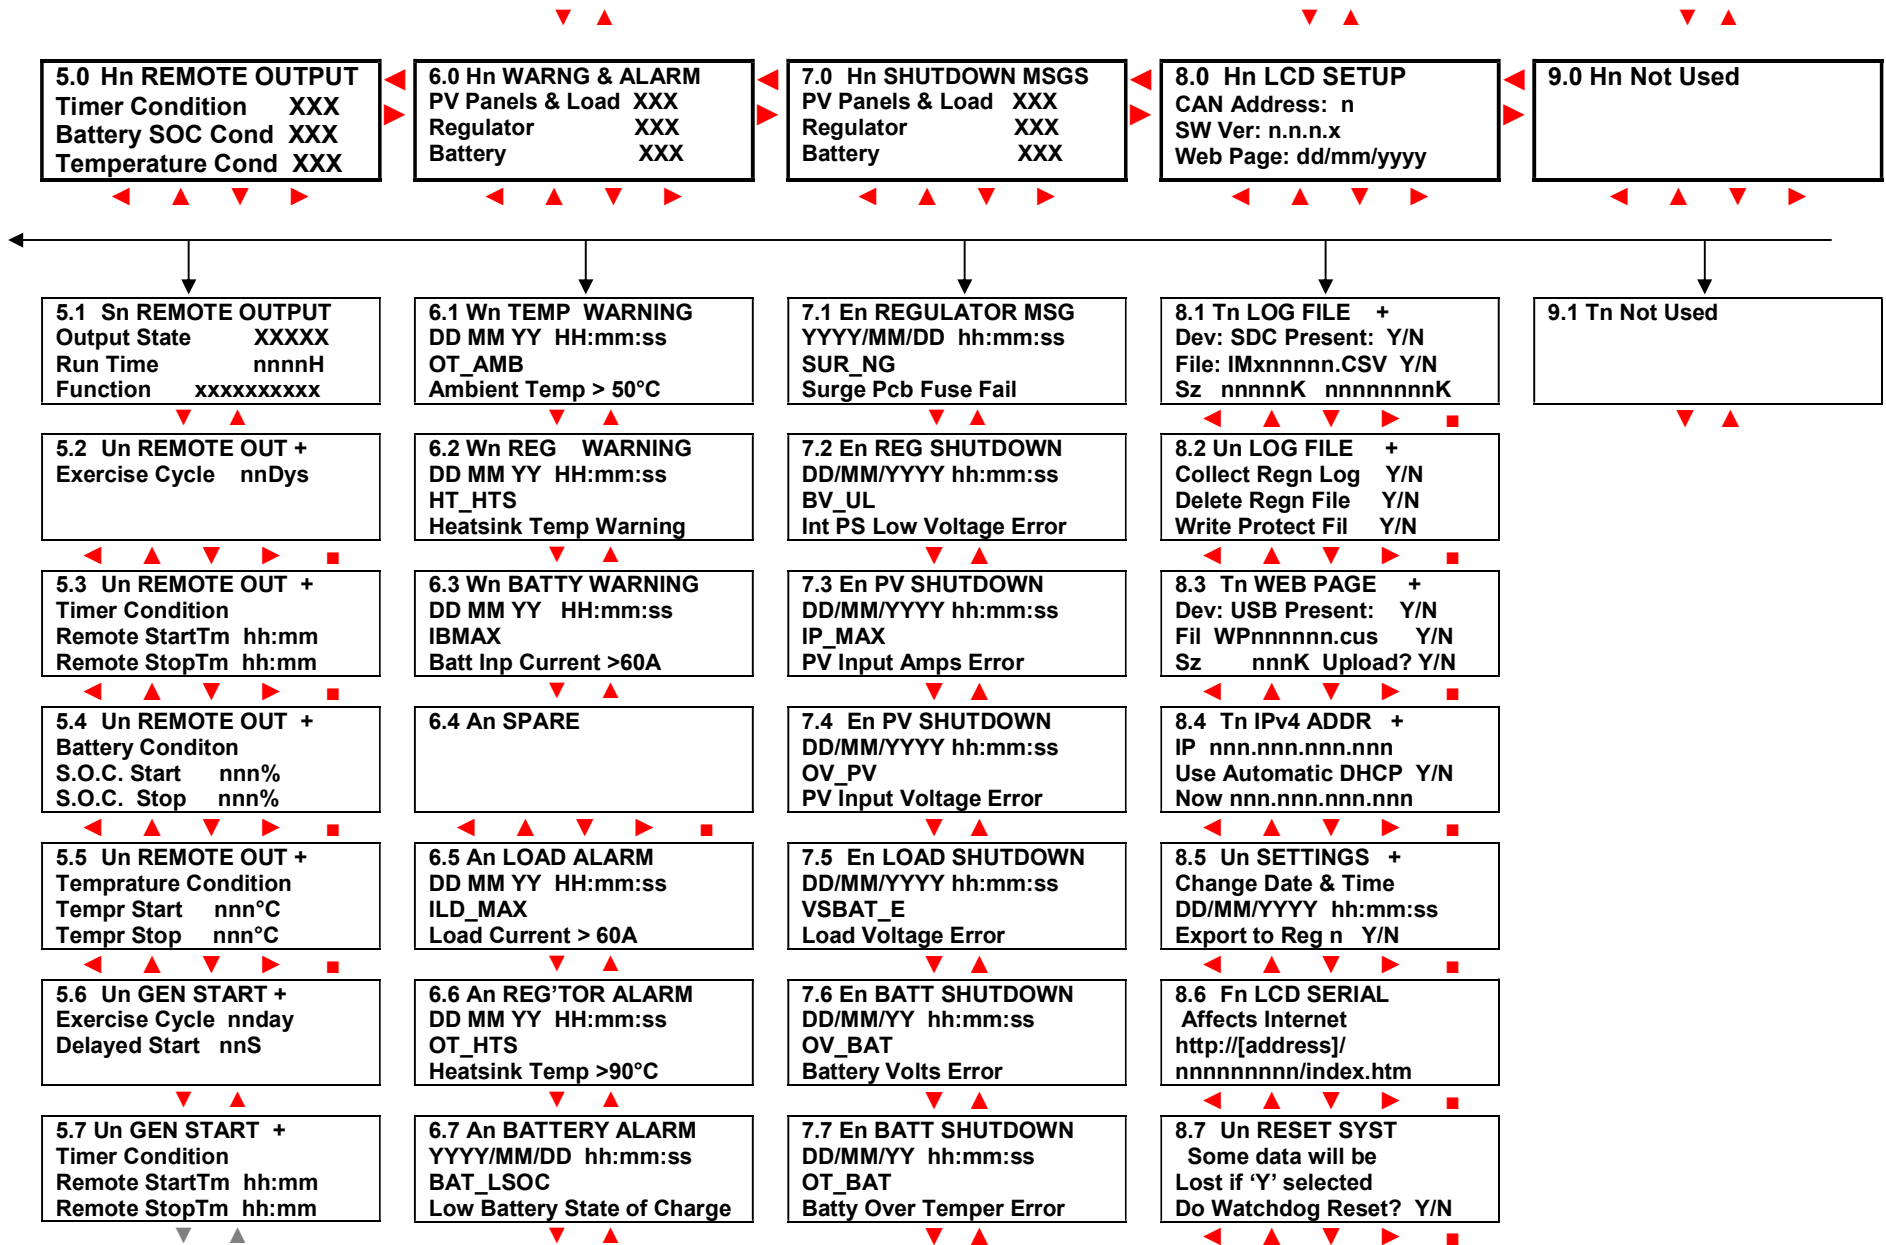 5.0 Hn REMOTE OUTPUT
Timer Condition XXX
Battery SOC Cond XXX
Temperature Cond XXX
6.0 Hn WARNG & ALARM
PV Panels & Load XXX
Regulator XXX
Battery XXX
7.0 Hn SHUTDOWN MSGS
PV Panels & Load XXX
Regulator XXX
Battery XXX
8.0 Hn LCD SETUP
CAN Address: n
SW Ver: n.n.n.x
Web Page: dd/mm/yyyy
9.0 Hn Not Used
5.1 Sn REMOTE OUTPUT
Output State XXXXX
Run Time nnnnH
Function xxxxxxxxxx
6.1 Wn TEMP WARNING
DD MM YY HH:mm:ss
OT_AMB
Ambient Temp > 50°C
7.1 En REGULATOR MSG
YYYY/MM/DD hh:mm:ss
SUR_NG
Surge Pcb Fuse Fail
8.1 Tn LOG FILE +
Dev: SDC Present: Y/N
File: IMxnnnnn.CSV Y/N
Sz nnnnnK nnnnnnnnK
9.1 Tn Not Used
5.2 Un REMOTE OUT +
Exercise Cycle nnDys
6.2 Wn REG WARNING
DD MM YY HH:mm:ss
HT_HTS
Heatsink Temp Warning
7.2 En REG SHUTDOWN
DD/MM/YYYY hh:mm:ss
BV_UL
Int PS Low Voltage Error
8.2 Un LOG FILE +
Collect Regn Log Y/N
Delete Regn File Y/N
Write Protect Fil Y/N
5.3 Un REMOTE OUT +
Timer Condition
Remote StartTm hh:mm
Remote StopTm hh:mm
6.3 Wn BATTY WARNING
DD MM YY HH:mm:ss
IBMAX
Batt Inp Current >60A
7.3 En PV SHUTDOWN
DD/MM/YYYY hh:mm:ss
IP_MAX
PV Input Amps Error
8.3 Tn WEB PAGE +
Dev: USB Present: Y/N
Fil WPnnnnnn.cus Y/N
Sz nnnK Upload? Y/N
5.4 Un REMOTE OUT +
Battery Conditon
S.O.C. Start nnn%
S.O.C. Stop nnn%
6.4 An SPARE
7.4 En PV SHUTDOWN
DD/MM/YYYY hh:mm:ss
OV_PV
PV Input Voltage Error
8.4 Tn IPv4 ADDR +
IP nnn.nnn.nnn.nnn
Use Automatic DHCP Y/N
Now nnn.nnn.nnn.nnn
5.5 Un REMOTE OUT +
Temprature Condition
Tempr Start nnn°C
Tempr Stop nnn°C
6.5 An LOAD ALARM
DD MM YY HH:mm:ss
ILD_MAX
Load Current > 60A
7.5 En LOAD SHUTDOWN
DD/MM/YYYY hh:mm:ss
VSBAT_E
Load Voltage Error
8.5 Un SETTINGS +
Change Date & Time
DD/MM/YYYY hh:mm:ss
Export to Reg n Y/N
5.6 Un GEN START +
Exercise Cycle nnday
Delayed Start nnS
6.6 An REG’TOR ALARM
DD MM YY HH:mm:ss
OT_HTS
Heatsink Temp >90°C
7.6 En BATT SHUTDOWN
DD/MM/YY hh:mm:ss
OV_BAT
Battery Volts Error
8.6 Fn LCD SERIAL
Affects Internet
http://[address]/
nnnnnnnnn/index.htm
5.7 Un GEN START +
Timer Condition
Remote StartTm hh:mm
Remote StopTm hh:mm
6.7 An BATTERY ALARM
YYYY/MM/DD hh:mm:ss
BAT_LSOC
Low Battery State of Charge
7.7 En BATT SHUTDOWN
DD/MM/YY hh:mm:ss
OT_BAT
Batty Over Temper Error
8.7 Un RESET SYST
Some data will be
Lost if ‘Y’ selected
Do Watchdog Reset? Y/N